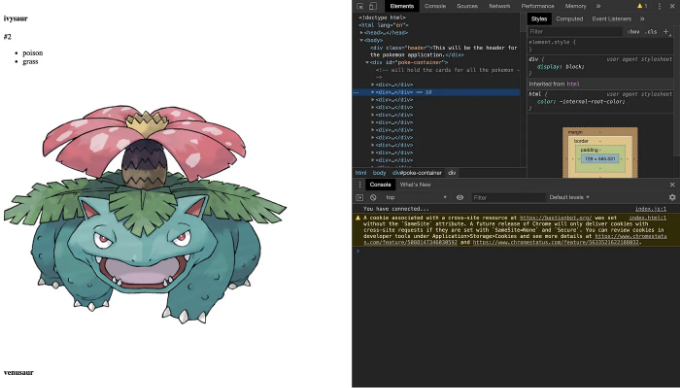 ivysaur
#2
poison
grass
venusaur
Elements Console Sources Network Performance Memory » 1
<!doctype html>
<html lang="en">
<head>…</head>
<body>
<div class="header">This will be the header for
the pokemon application.</div>
<div id="poke-container">
<!-- will hold the cards for all the pokemon -
->
<div>…</div>
<div>…</div> == $0
<div>…</div>
<div>…</div>
<div>…</div>
<div>…</div>
<div>…</div>
<div>…</div>
<div>…</div>
<div>…</div>
html body div#poke-container div
Styles Computed Event Listeners »
Filter :hov .cls +
element.style {
}
div { user agent stylesheet
display: block;
}
Inherited from html
html { user agent stylesheet
color: -internal-root-color;
}
margin -
border -
padding -
Console What's New
top Filter Default levels ▾
You have connected... index.js:1
A cookie associated with a cross-site resource at https://bastionbot.org/ was set index.html:1
without the `SameSite` attribute. A future release of Chrome will only deliver cookies with
cross-site requests if they are set with `SameSite=None` and `Secure`. You can review cookies in
developer tools under Application>Storage>Cookies and see more details at https://www.chromestatu
s.com/feature/5088147346030592 and https://www.chromestatus.com/feature/5633521622188032.